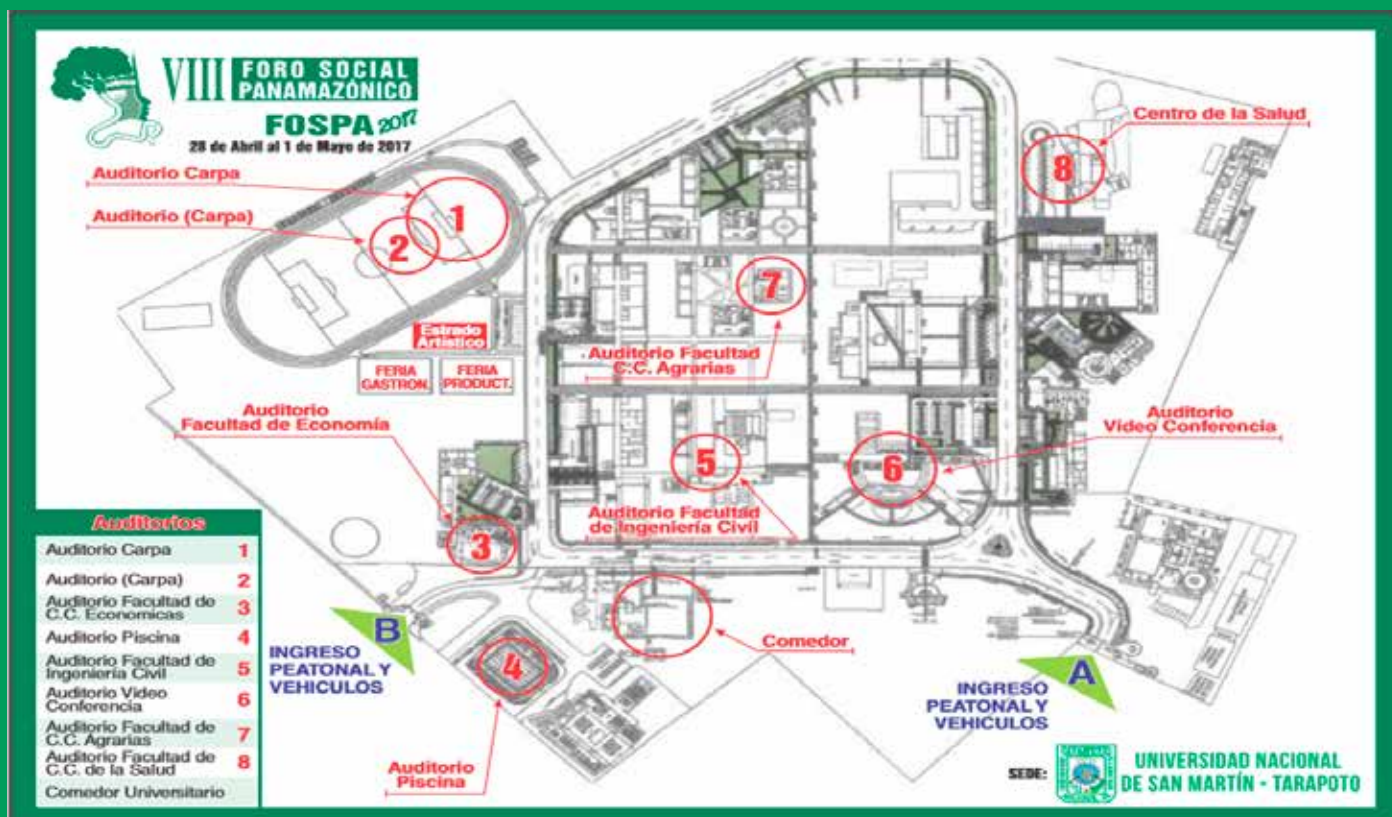 VIII FORO SOCIAL
PANAMAZÓNICO
FOSPA 2017
28 de Abril al 1 de Mayo de 2017
Auditorio Carpa
Auditorio (Carpa)
1
2
Centro de la Salud
8
7
Estrado
Artístico
FERIA
GASTRON.
FERIA
PRODUCT.
Auditorio Facultad
C.C. Agrarias
Auditorio
Facultad de Economía
Auditorio
Video Conferencia
5
6
Auditorio Facultad
de Ingeniería Civil
3
Auditorios
Auditorio Carpa 1
Auditorio (Carpa) 2
Auditorio Facultad de
C.C. Economicas 3
Auditorio Piscina 4
Auditorio Facultad de
Ingeniería Civil 5
Auditorio Video
Conferencia 6
Auditorio Facultad de
C.C. Agrarias 7
Auditorio Facultad de
C.C. de la Salud 8
Comedor Universitario
B
INGRESO
PEATONAL Y
VEHICULOS
4
Comedor
A
INGRESO
PEATONAL Y
VEHICULOS
Auditorio
Piscina
SEDE:
UNIVERSIDAD NACIONAL
DE SAN MARTÍN - TARAPOTO